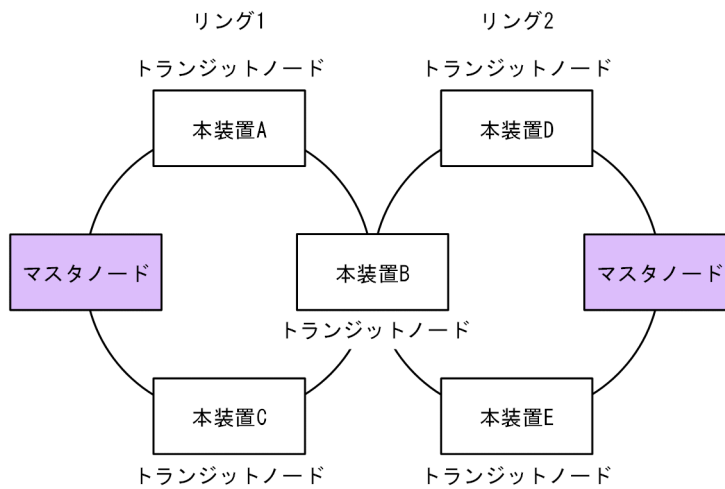 リング1
リング2
トランジットノード
トランジットノード
本装置A
本装置D
マスタノード
本装置B
マスタノード
トランジットノード
本装置C
本装置E
トランジットノード
トランジットノード